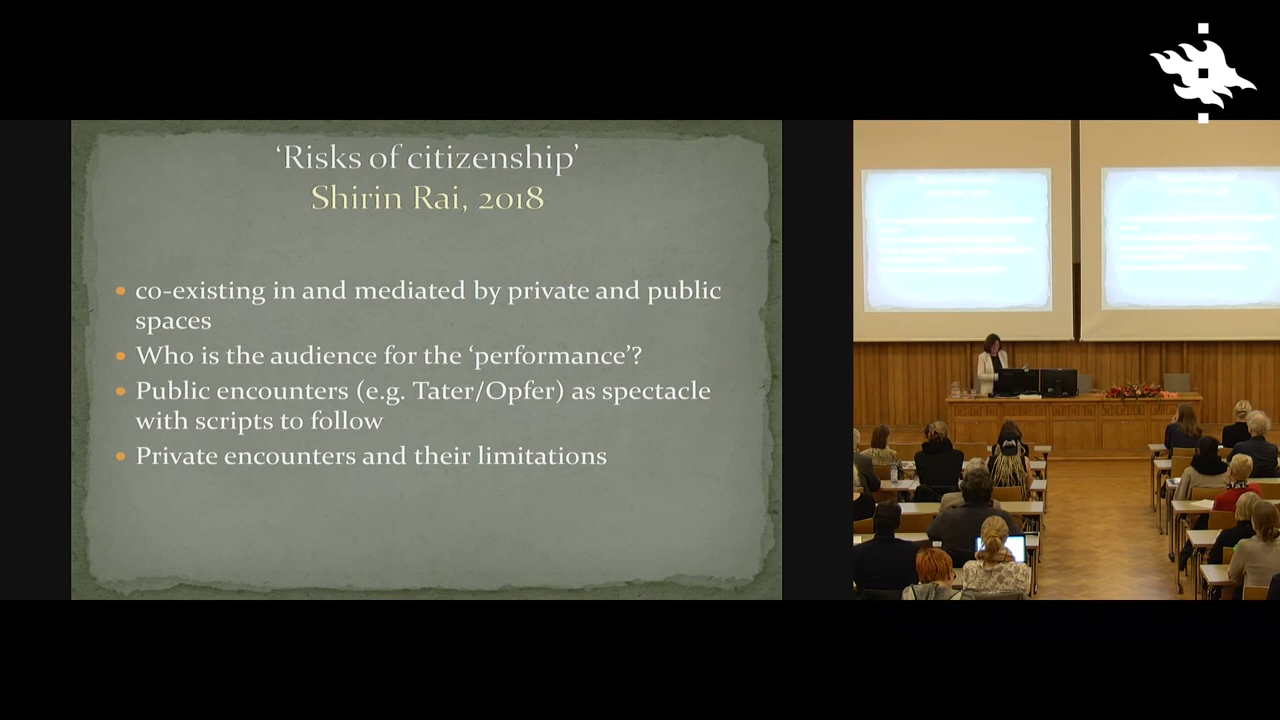 ‘Risks of citizenship’
Shirin Rai, 2018
• co-existing in and mediated by private and public
spaces
• Who is the audience for the ‘performance’?
• Public encounters (e.g. Tater/Opfer) as spectacle
with scripts to follow
• Private encounters and their limitations